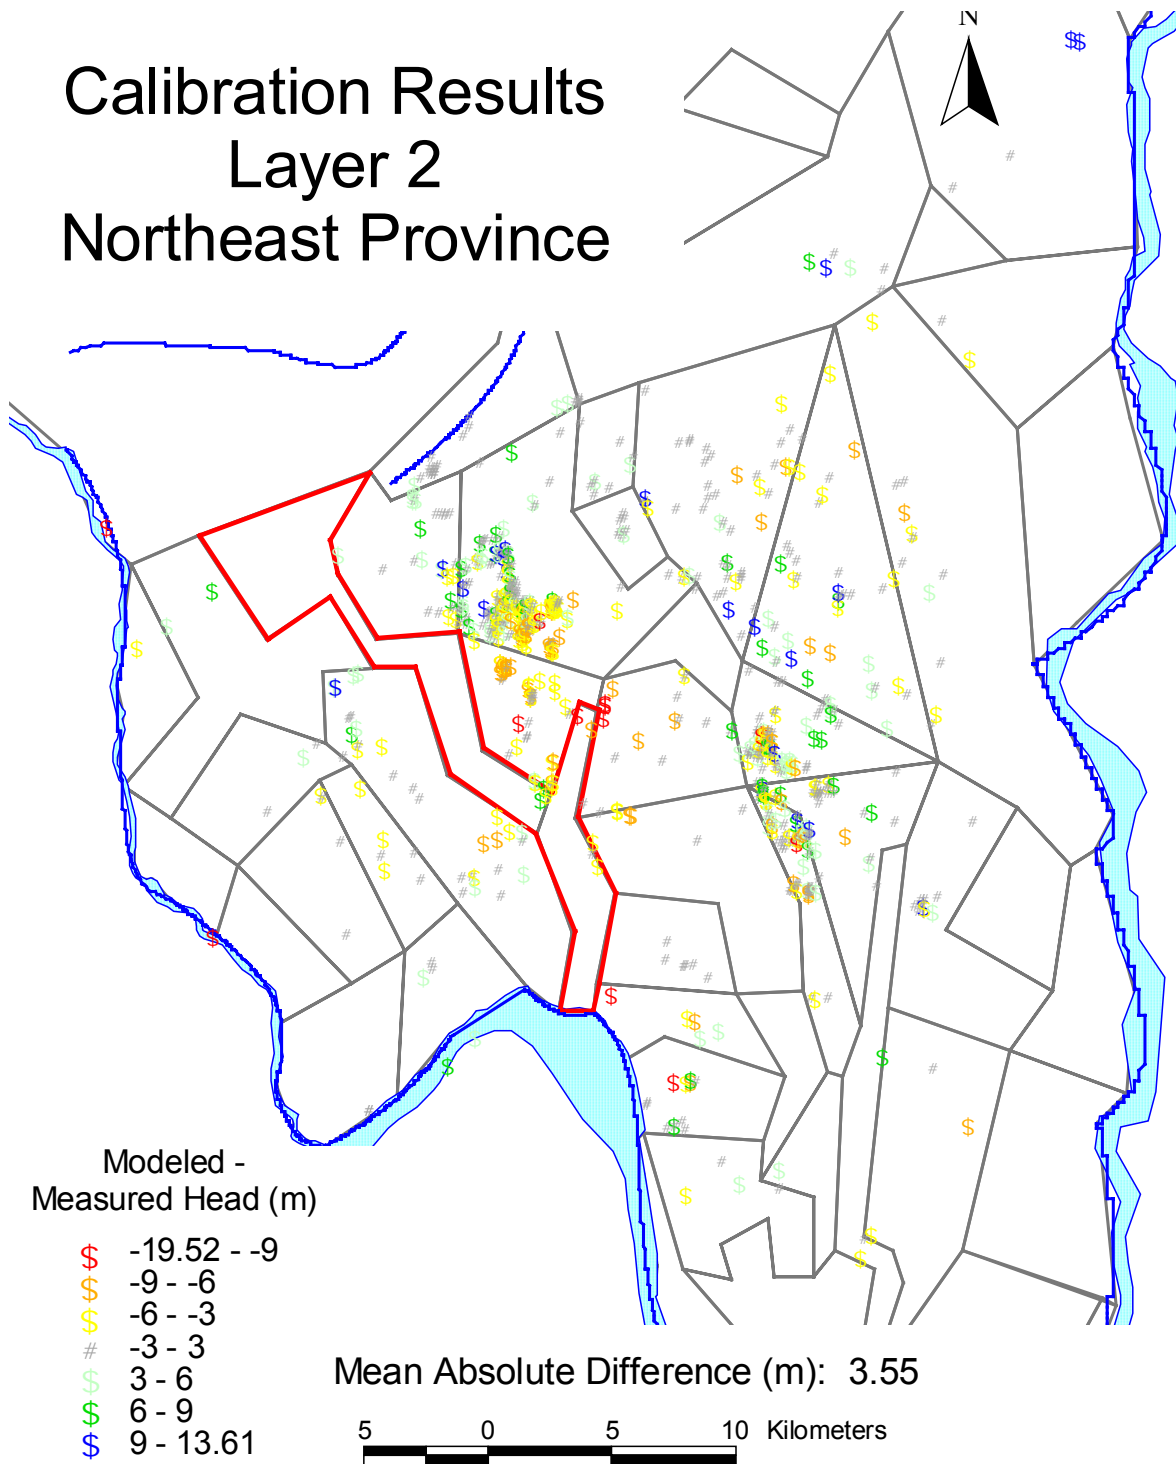 Calibration Results
Layer 2
Northeast Province
N
Modeled -
Measured Head (m)
$ -19.52 - -9
$ -9 - -6
$ -6 - -3
# -3 - 3
$ 3 - 6
$ 6 - 9
$ 9 - 13.61
Mean Absolute Difference (m): 3.55
5 0 5 10 Kilometers